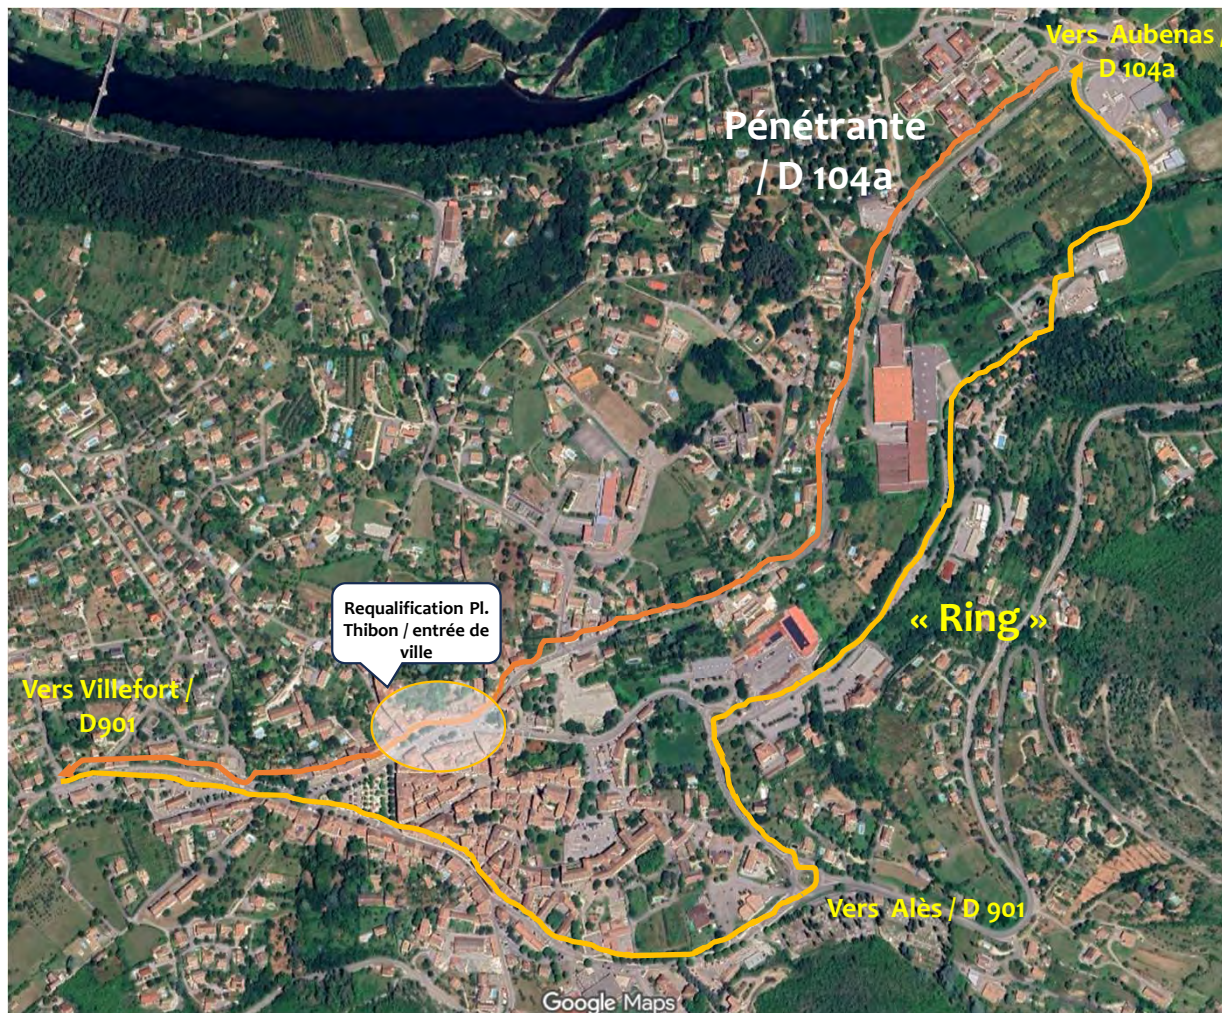 Vers Aubenas /
D 104a
Pénétrante
/ D 104a
Requalification Pl.
Thibon / entrée de
ville
« Ring »
Vers Villefort /
D901
Vers Alès / D 901
Google Maps